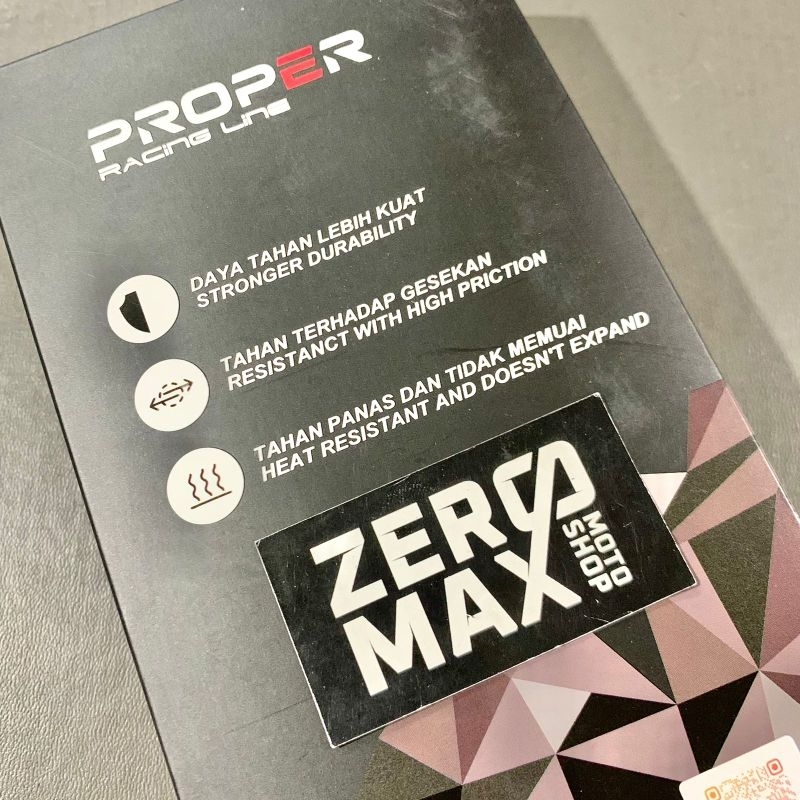 PROPER
RACING LINE
DAYA TAHAN LEBIH KUAT
STRONGER DURABILITY
TAHAN TERHADAP GESEKAN
RESISTANCT WITH HIGH PRICTION
TAHAN PANAS DAN TIDAK MEMUAI
HEAT RESISTANT AND DOESN'T EXPAND
ZERO
MAX
MOTO
SHOP